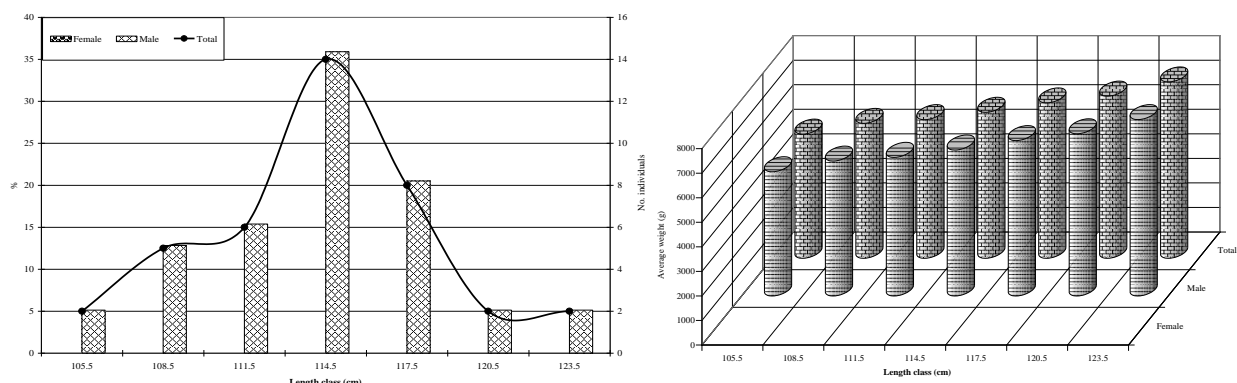 40
35
30
25
20
15
10
5
0
%
Female Male Total
16
14
12
10
8
6
4
2
0
No. individuals
105.5 108.5 111.5 114.5 117.5 120.5 123.5
Length class (cm)
8000
7000
6000
5000
4000
3000
2000
1000
0
Average weight (g)
105.5 108.5 111.5 114.5 117.5 120.5 123.5
Length class (cm)
Female
Male
Total